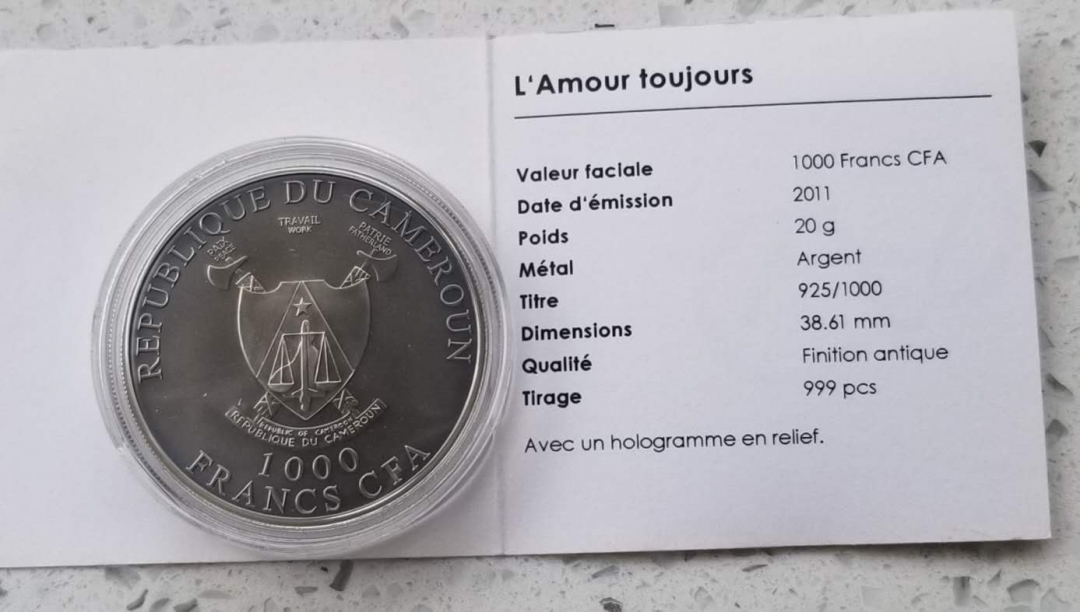 REPUBLIQUE DU CAMEROUN
TRAVAIL
WORK
PAIX
PEACE
PATRIE
FATHERLAND
REPUBLIC OF CAMEROON
REPUBLIQUE DU CAMEROUN
1000
FRANCS CFA
L'Amour toujours
Valeur faciale 1000 Francs CFA
Date d'émission 2011
Poids 20 g
Métal Argent
Titre 925/1000
Dimensions 38.61 mm
Qualité Finition antique
Tirage 999 pcs
Avec un hologramme en relief.